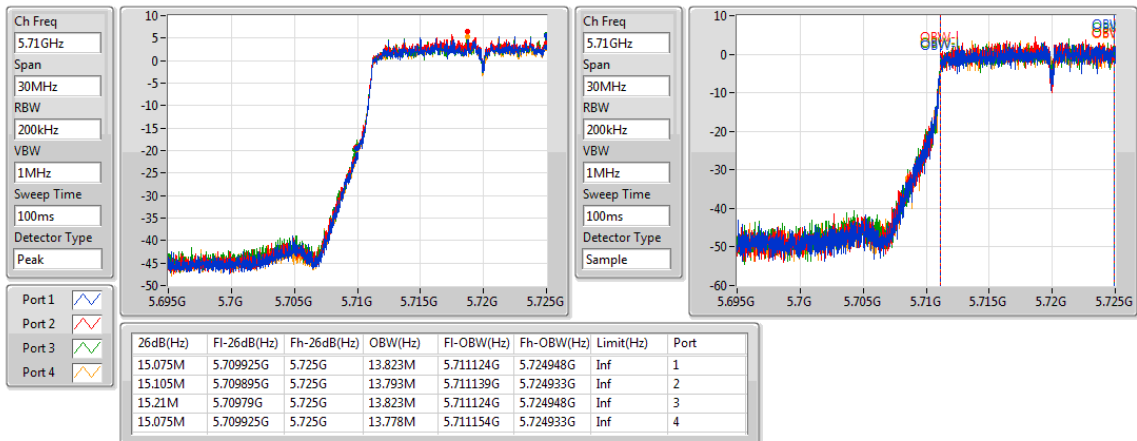 Ch Freq
5.71GHz
Span
30MHz
RBW
200kHz
VBW
1MHz
Sweep Time
100ms
Detector Type
Peak
10
5
0
-5
-10
-15
-20
-25
-30
-35
-40
-45
-50
5.695G 5.7G 5.705G 5.71G 5.715G 5.72G 5.725G
Ch Freq
5.71GHz
Span
30MHz
RBW
200kHz
VBW
1MHz
Sweep Time
100ms
Detector Type
Sample
10
0
-10
-20
-30
-40
-50
-60
5.695G 5.7G 5.705G 5.71G 5.715G 5.72G 5.725G
Port 1
Port 2
Port 3
Port 4
26dB(Hz) Fl-26dB(Hz) Fh-26dB(Hz) OBW(Hz) Fl-OBW(Hz) Fh-OBW(Hz) Limit(Hz) Port
15.075M 5.709925G 5.725G 13.823M 5.711124G 5.724948G Inf 1
15.105M 5.709895G 5.725G 13.793M 5.711139G 5.724933G Inf 2
15.21M 5.70979G 5.725G 13.823M 5.711124G 5.724948G Inf 3
15.075M 5.709925G 5.725G 13.778M 5.711154G 5.724933G Inf 4